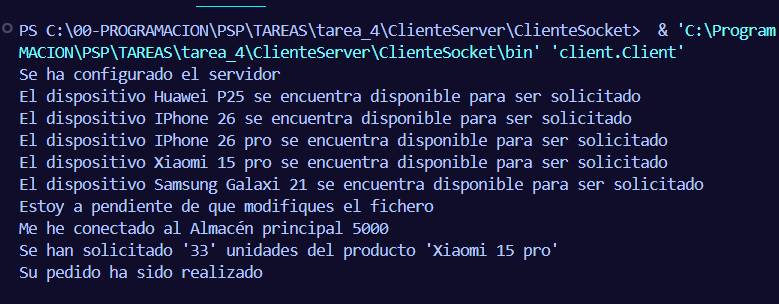 PS C:\00-PROGRAMACION\PSP\TAREAS\tarea_4\ClienteServer\ClienteSocket>  & 'C:\Program
MACION\PSP\TAREAS\tarea_4\ClienteServer\ClienteSocket\bin' 'client.Client'
Se ha configurado el servidor
El dispositivo Huawei P25 se encuentra disponible para ser solicitado
El dispositivo IPhone 26 se encuentra disponible para ser solicitado
El dispositivo IPhone 26 pro se encuentra disponible para ser solicitado
El dispositivo Xiaomi 15 pro se encuentra disponible para ser solicitado
El dispositivo Samsung Galaxi 21 se encuentra disponible para ser solicitado
Estoy a pendiente de que modifiques el fichero
Me he conectado al Almacén principal 5000
Se han solicitado '33' unidades del producto 'Xiaomi 15 pro'
Su pedido ha sido realizado